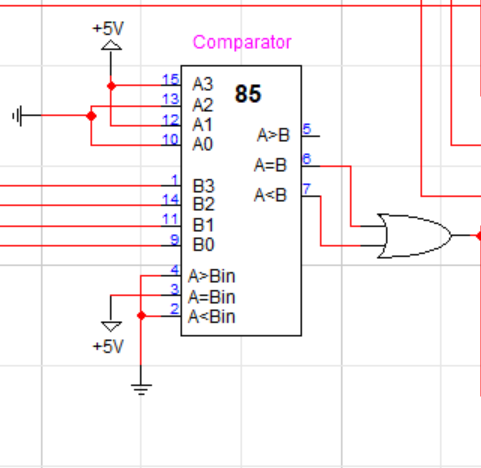 +5V
Comparator
85
15 A3
13 A2
12 A1
10 A0
A>B 5
A=B 6
A<B 7
1 B3
14 B2
11 B1
9 B0
4 A>Bin
3 A=Bin
2 A<Bin
+5V